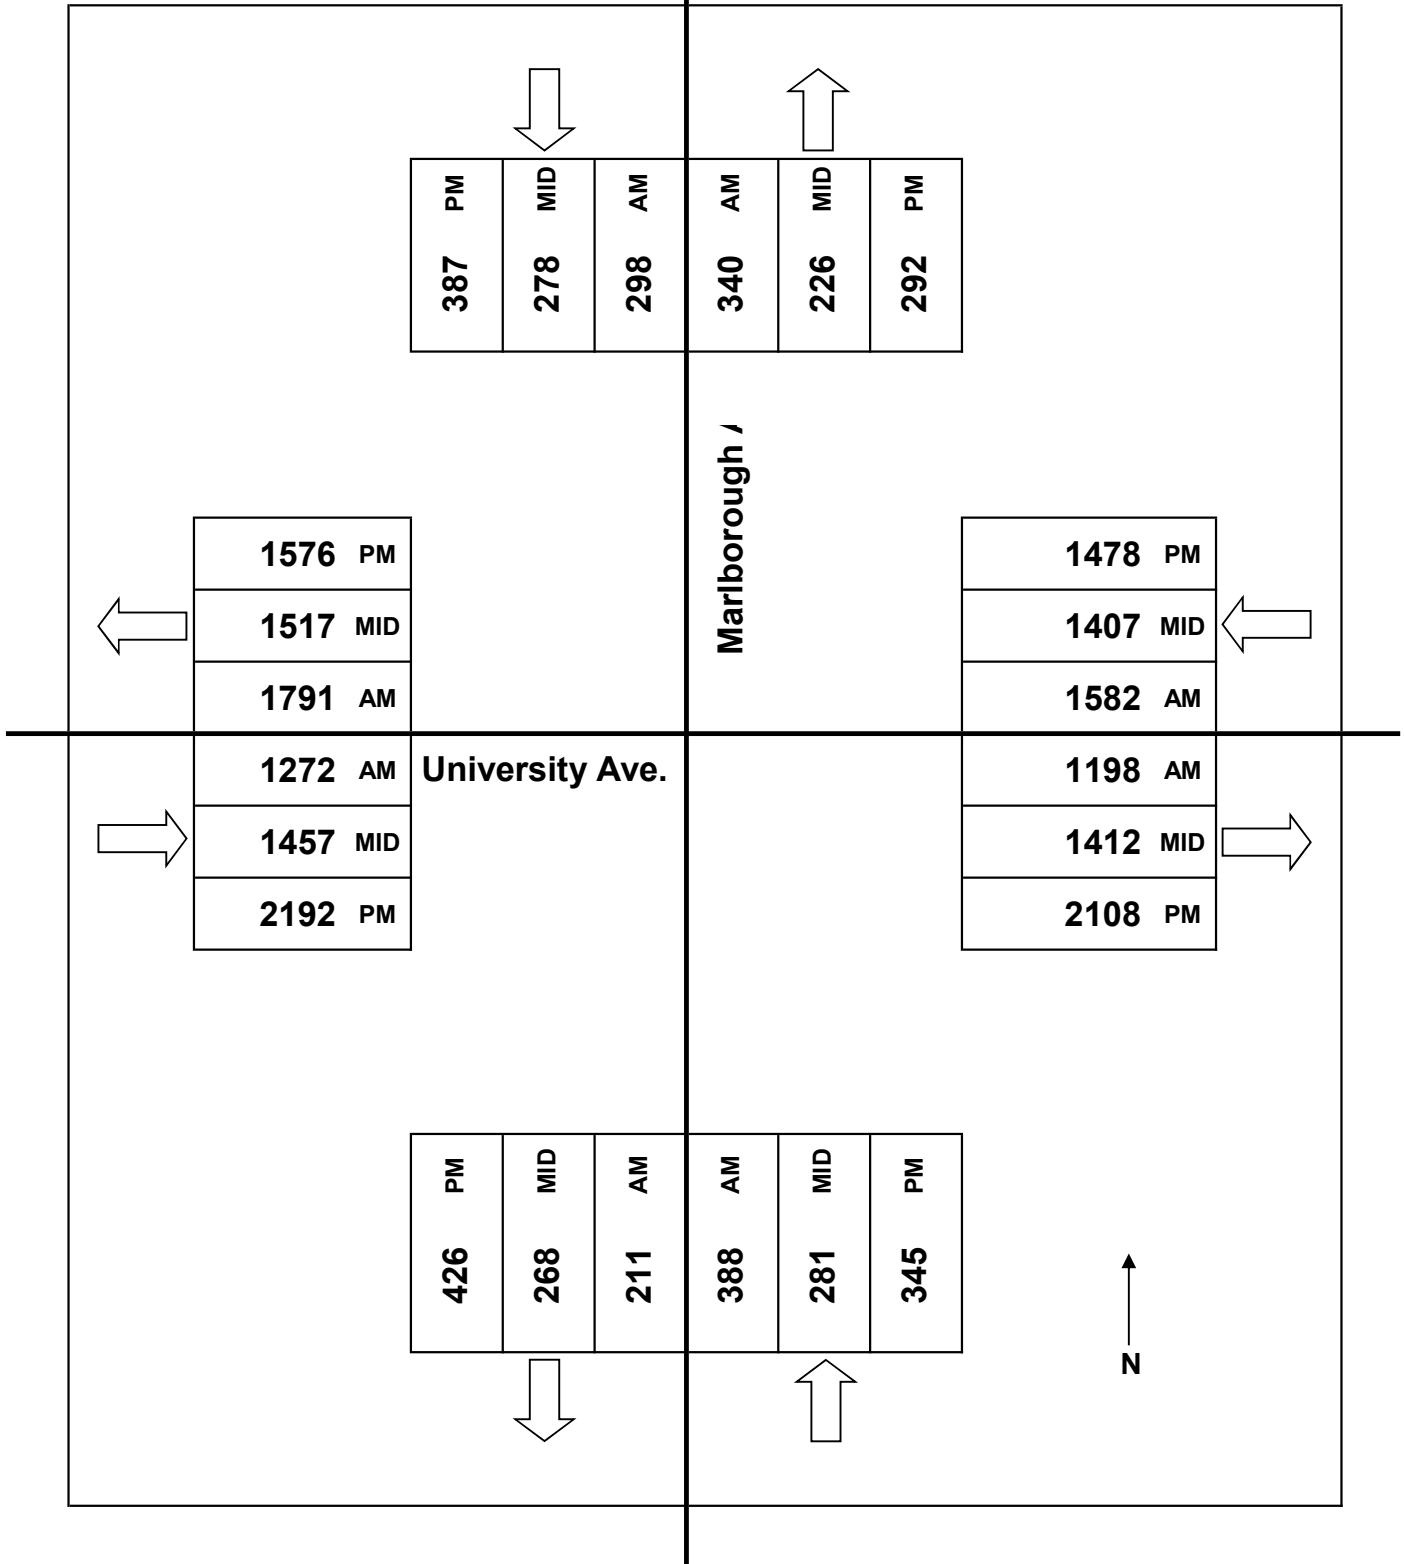 PM MID AM AM MID PM
387 278 298 340 226 292
Marlborough
1576 PM
1517 MID
1791 AM
1272 AM
1457 MID
2192 PM
University Ave.
1478 PM
1407 MID
1582 AM
1198 AM
1412 MID
2108 PM
PM MID AM AM MID PM
426 268 211 388 281 345
N